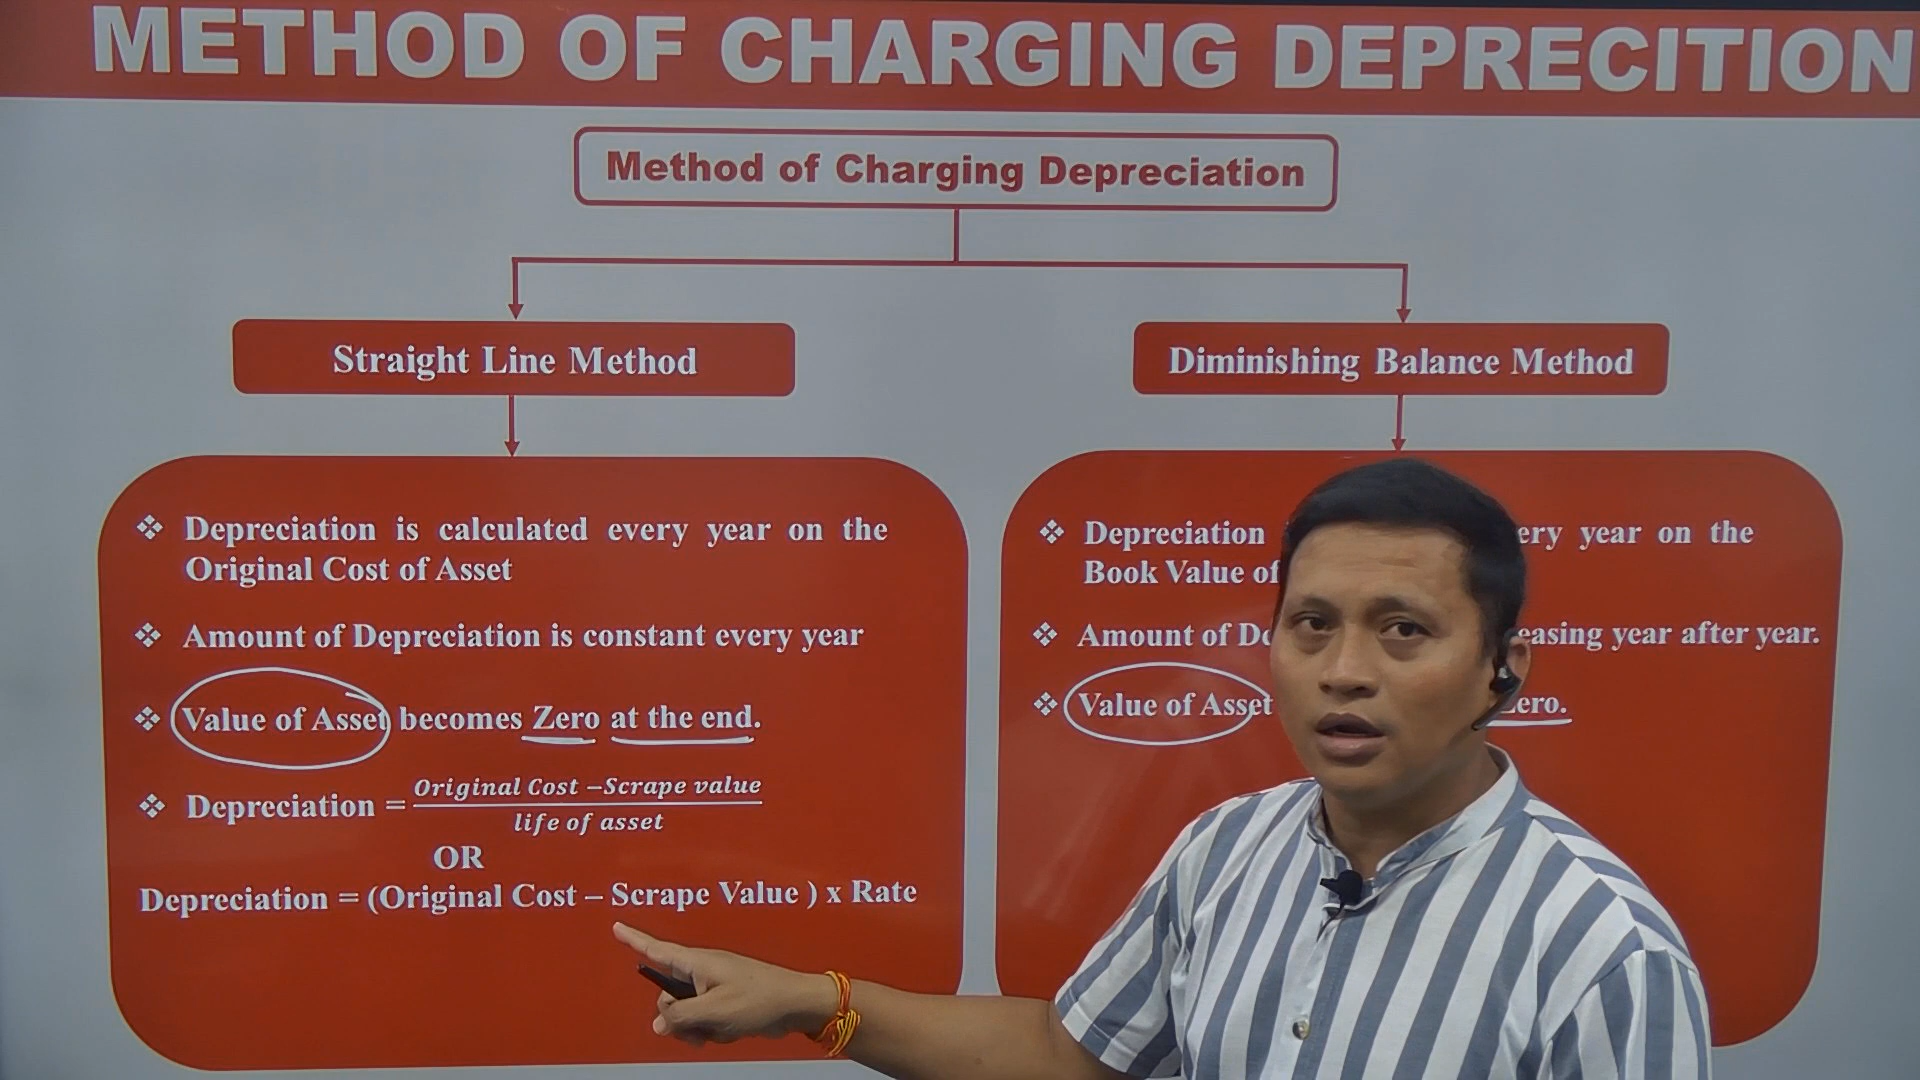 METHOD OF CHARGING DEPRECITION
Method of Charging Depreciation
Straight Line Method
❖ Depreciation is calculated every year on the
Original Cost of Asset
❖ Amount of Depreciation is constant every year
❖ Value of Asset becomes Zero at the end.
❖ Depreciation = Original Cost –Scrape value
life of asset
OR
Depreciation = (Original Cost – Scrape Value ) x Rate
Diminishing Balance Method
❖ Depreciation year on the
Book Value of
❖ Amount of year after year.
❖ Value of Asset Zero.